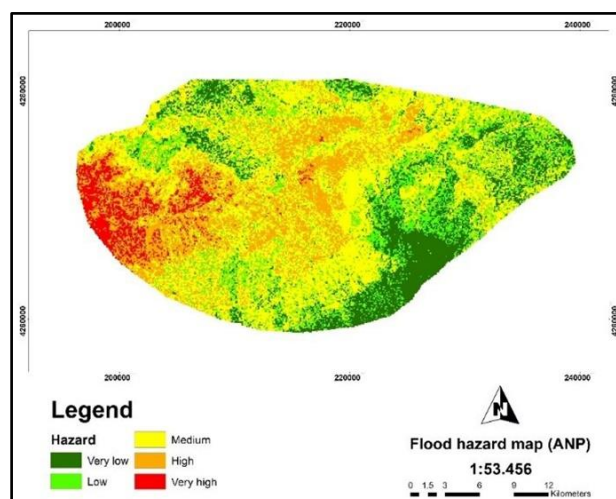 200000 220000 240000
4280000 4280000
4260000 4260000
200000 220000 240000
Legend
Hazard
Very low
Low
Medium
High
Very high
N
Flood hazard map (ANP)
1:53.456
0 1.5 3 6 9 12
Kilometers